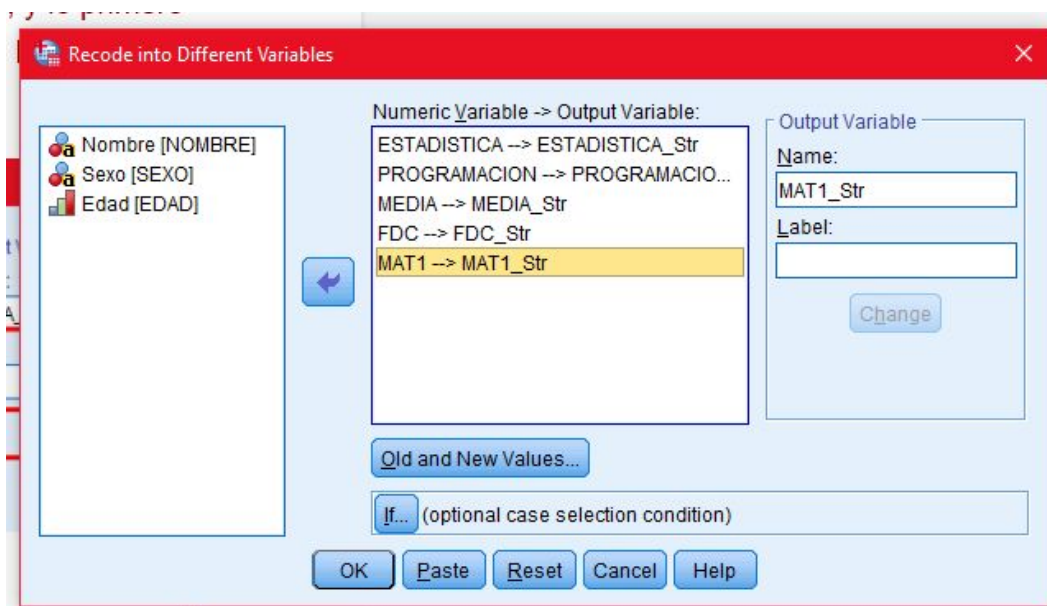 Recode into Different Variables
Numeric Variable -> Output Variable:
Nombre [NOMBRE]
Sexo [SEXO]
Edad [EDAD]
ESTADISTICA --> ESTADISTICA_Str
PROGRAMACION --> PROGRAMACIO...
MEDIA --> MEDIA_Str
FDC --> FDC_Str
MAT1 --> MAT1_Str
Output Variable
Name:
MAT1_Str
Label:
Change
Old and New Values...
If... (optional case selection condition)
OK Paste Reset Cancel Help